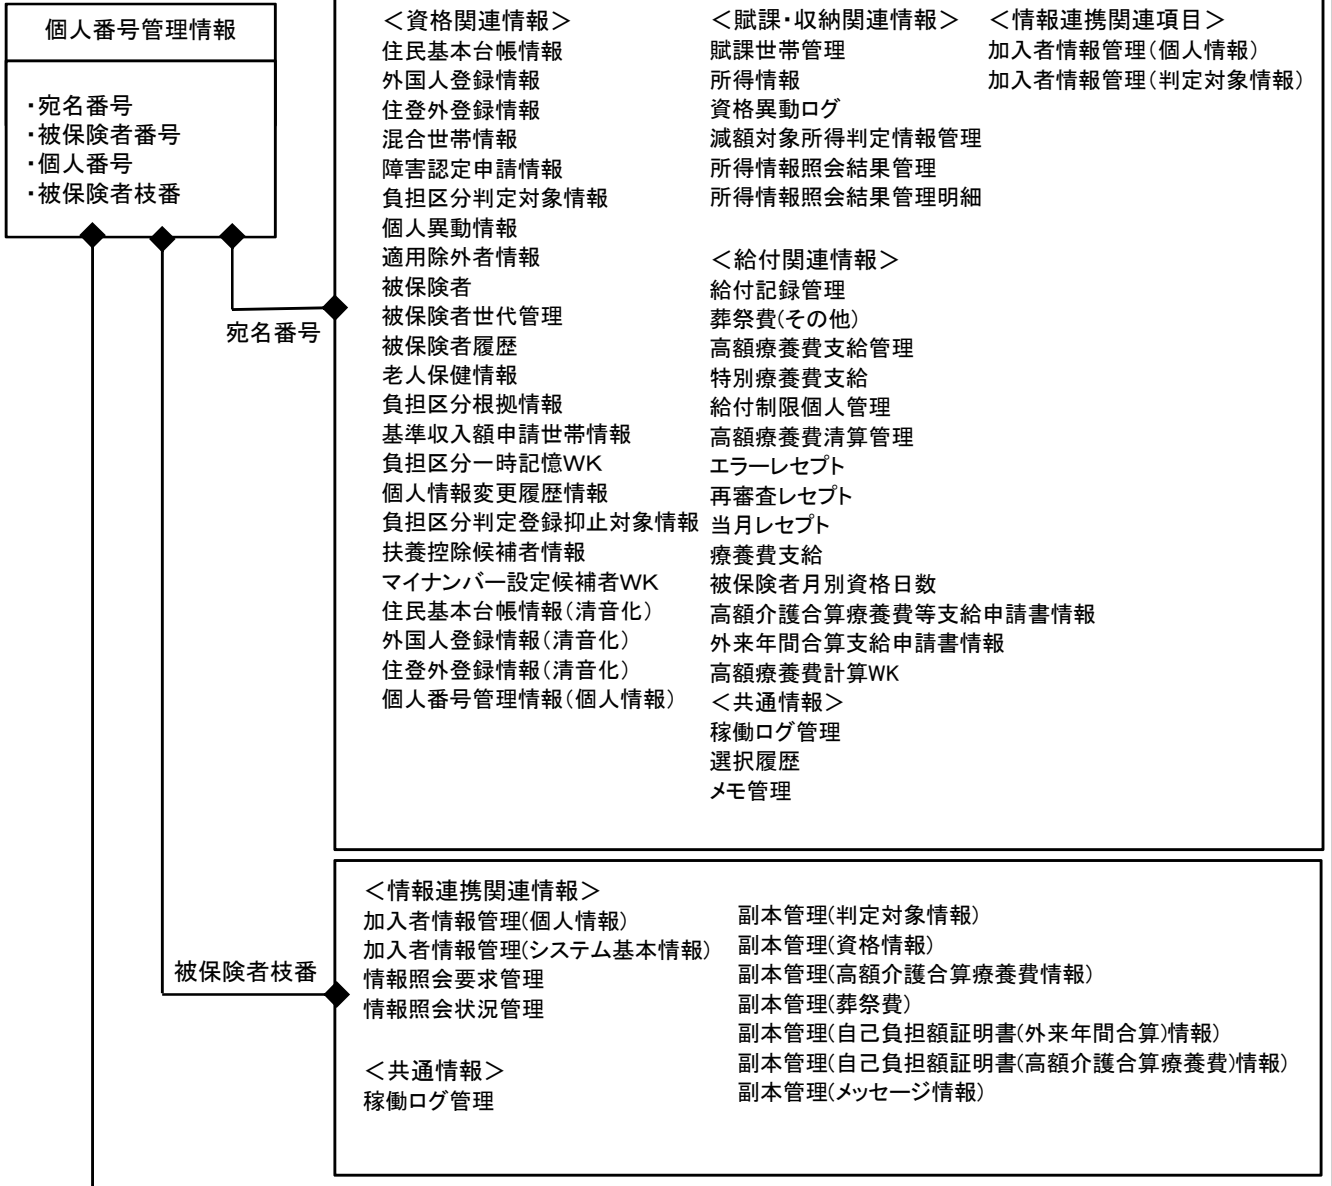 個人番号管理情報
・宛名番号
・被保険者番号
・個人番号
・被保険者枝番
宛名番号
＜資格関連情報＞
住民基本台帳情報
外国人登録情報
住登外登録情報
混合世帯情報
障害認定申請情報
負担区分判定対象情報
個人異動情報
適用除外者情報
被保険者
被保険者世代管理
被保険者履歴
老人保健情報
負担区分根拠情報
基準収入額申請世帯情報
負担区分一時記憶ＷＫ
個人情報変更履歴情報
負担区分判定登録抑止対象情報
扶養控除候補者情報
マイナンバー設定候補者ＷＫ
住民基本台帳情報（清音化）
外国人登録情報（清音化）
住登外登録情報（清音化）
個人番号管理情報（個人情報）
＜賦課・収納関連情報＞
賦課世帯管理
所得情報
資格異動ログ
減額対象所得判定情報管理
所得情報照会結果管理
所得情報照会結果管理明細
＜給付関連情報＞
給付記録管理
葬祭費(その他)
高額療養費支給管理
特別療養費支給
給付制限個人管理
高額療養費清算管理
エラーレセプト
再審査レセプト
当月レセプト
療養費支給
被保険者月別資格日数
高額介護合算療養費等支給申請書情報
外来年間合算支給申請書情報
高額療養費計算WK
＜共通情報＞
稼働ログ管理
選択履歴
メモ管理
＜情報連携関連項目＞
加入者情報管理（個人情報）
加入者情報管理（判定対象情報）
被保険者枝番
＜情報連携関連情報＞
加入者情報管理(個人情報)
加入者情報管理(システム基本情報)
情報照会要求管理
情報照会状況管理
＜共通情報＞
稼働ログ管理
副本管理(判定対象情報)
副本管理(資格情報)
副本管理(高額介護合算療養費情報)
副本管理(葬祭費)
副本管理(自己負担額証明書(外来年間合算)情報)
副本管理(自己負担額証明書(高額介護合算療養費)情報)
副本管理(メッセージ情報)